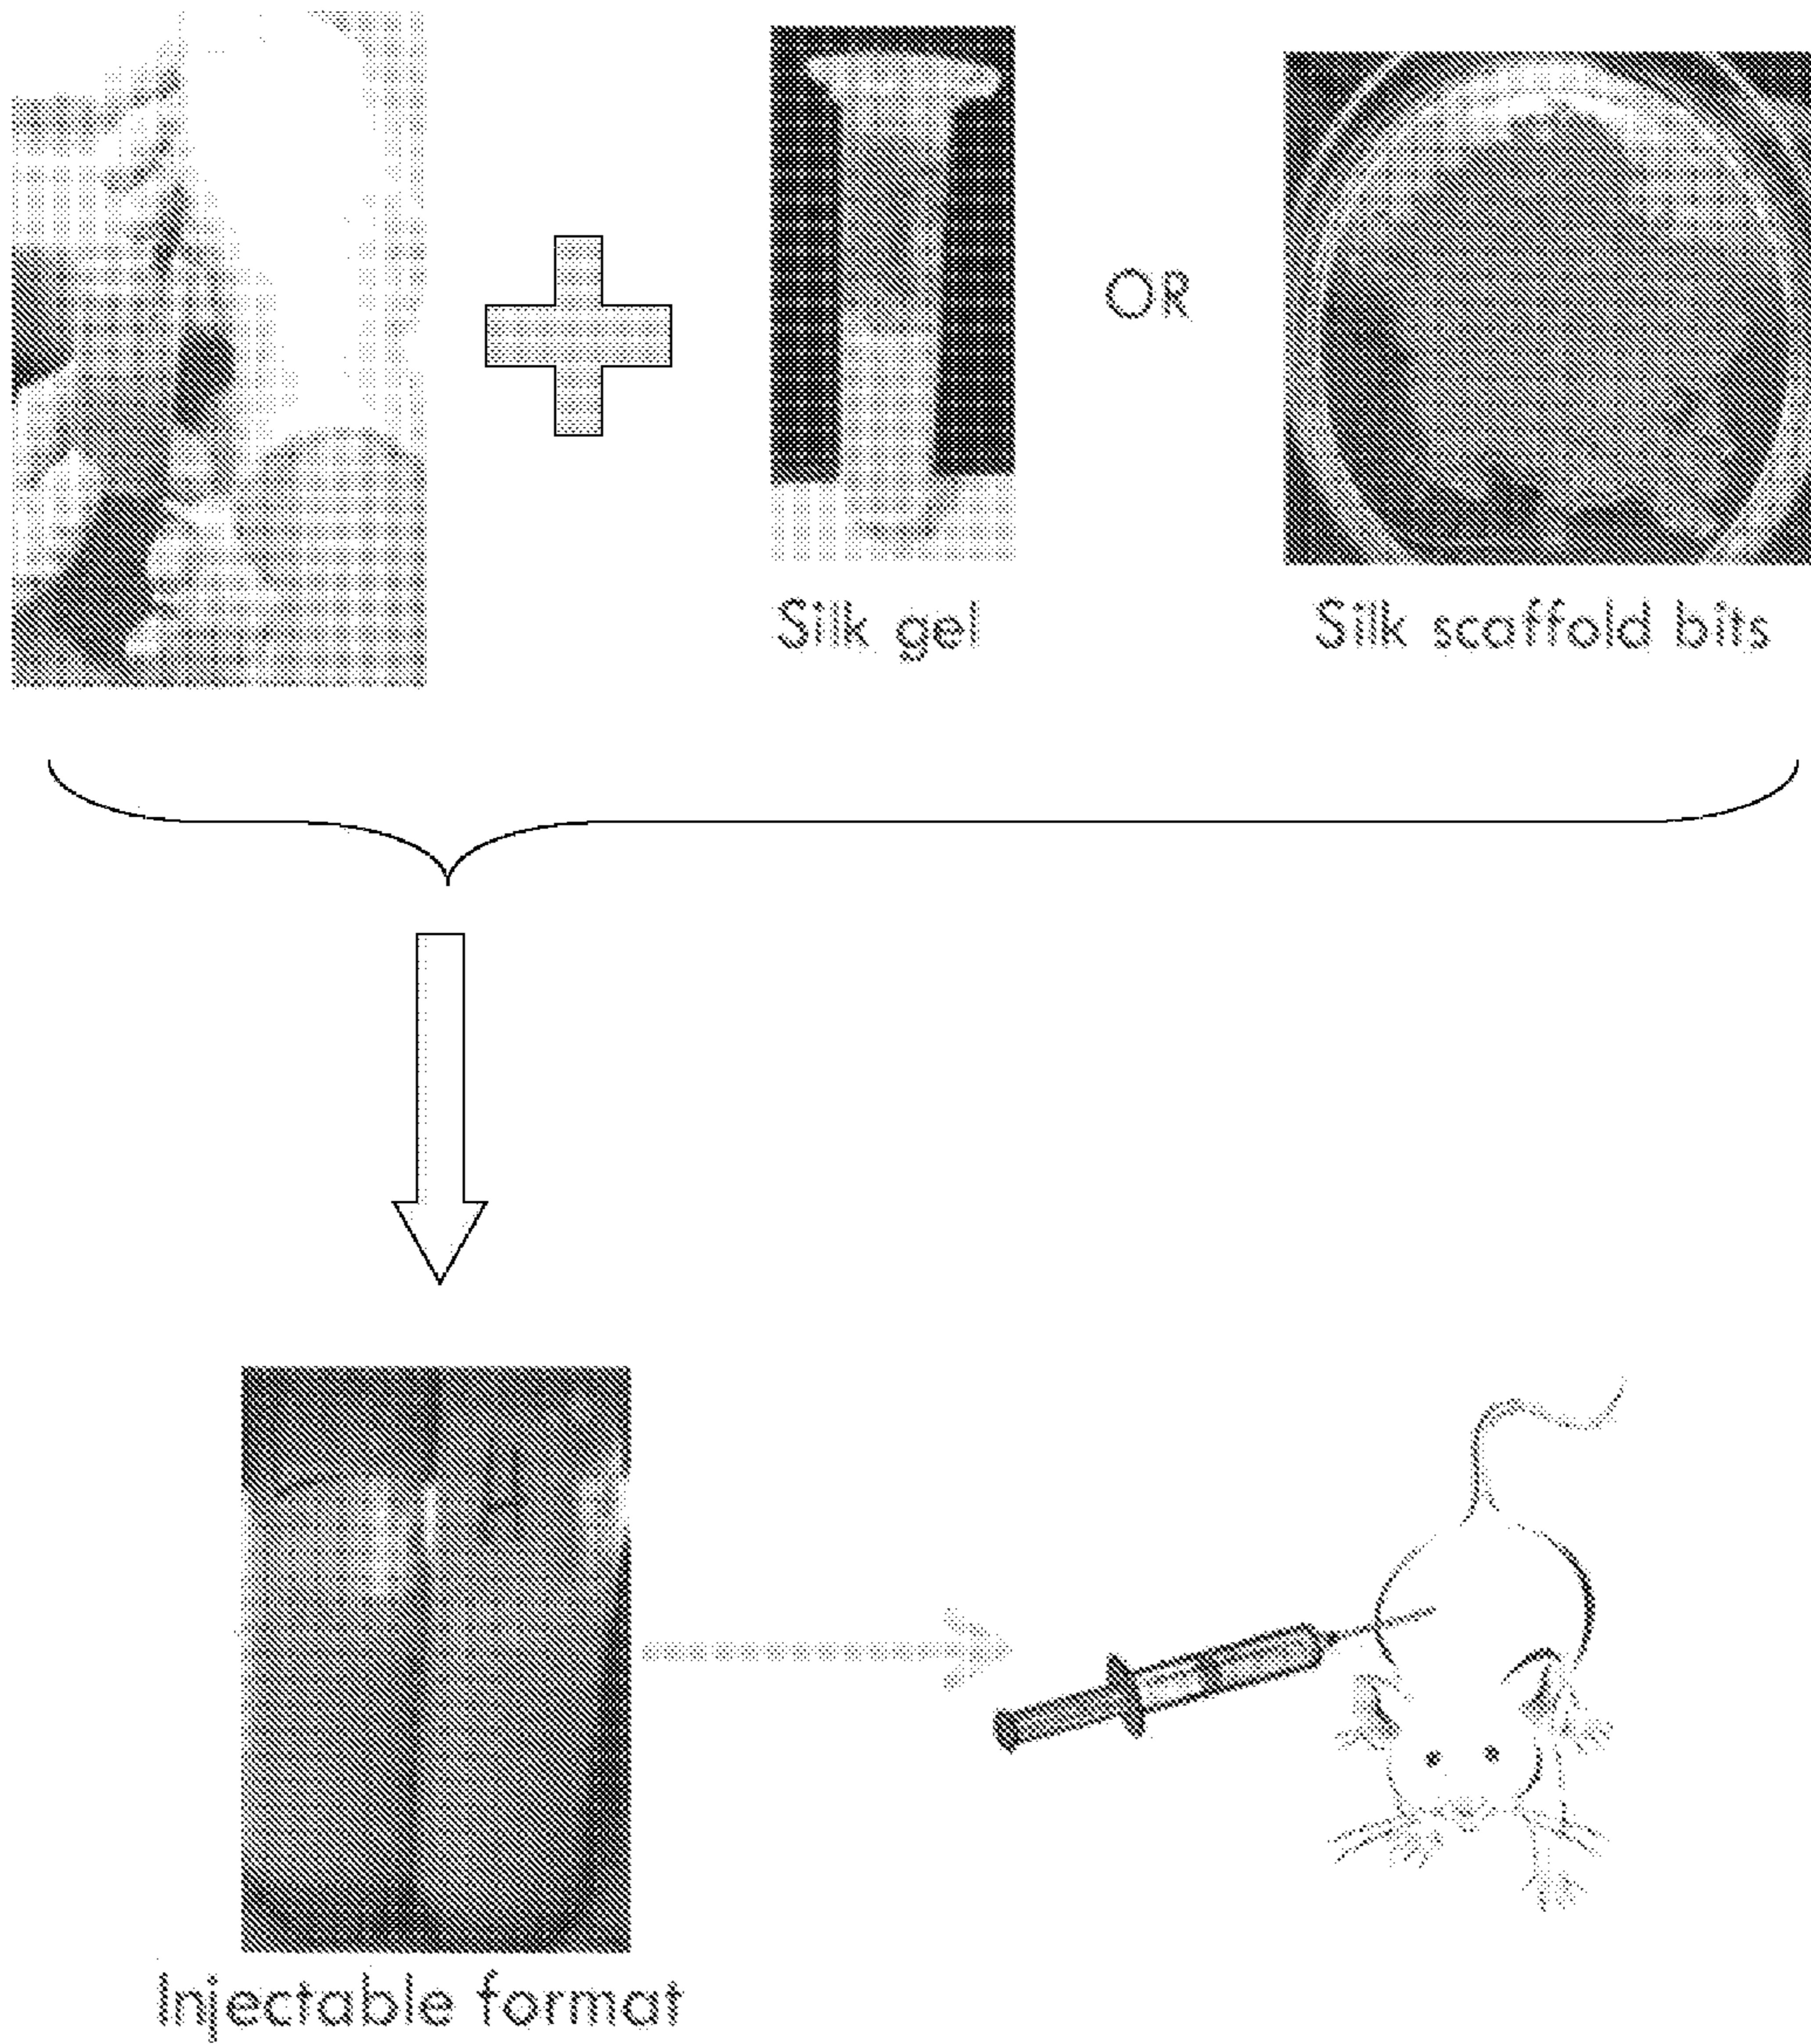 OR
Silk gel
Silk scaffold bits
Injectable format